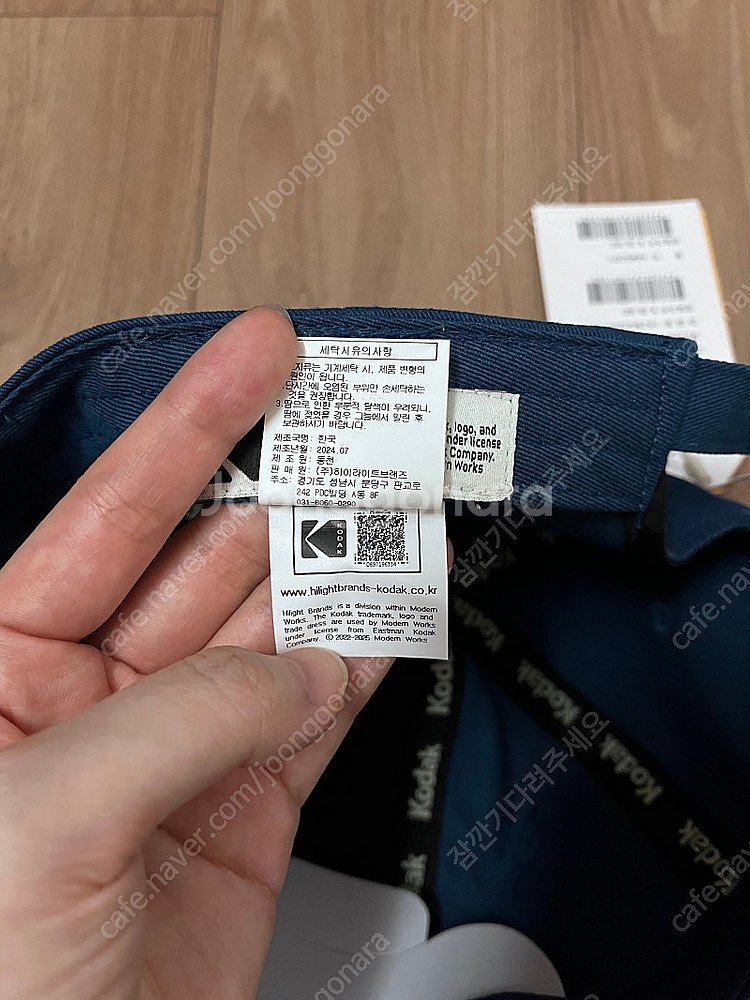 세탁시유의사항
자류는 기계세탁 시, 제품 변형의
원인이 됩니다.
단시간에 오염된 부위만 손세탁하는
것을 권장합니다.
3.땀으로 인한 부분적 탈색이 우려되니,
땀에 젖었을 경우 그늘에서 말린 후
보관하시기 바랍니다.
제조국명: 한국
제조년월: 2024.07
제 조 원: 동천
판 매 원: (주)하이라이트브랜즈
주소: 경기도 성남시 분당구 판교로
242 PDC빌딩 A동 8F
031-8060-0290
logo, and
under license
Company.
Works
KODAK
0697196304
www.hilightbrands-kodak.co.kr
Hilight Brands is a division within Modern
Works. The Kodak trademark, logo and
trade dress are used by Modern Works
under license from Eastman Kodak
Company. © 2022-2025 Modern Works
Kodak
Kodak
Kodak
Kodak
Kodak
Joonggonara
cafe.naver.com/joonggonara
잠깐기다려주세요